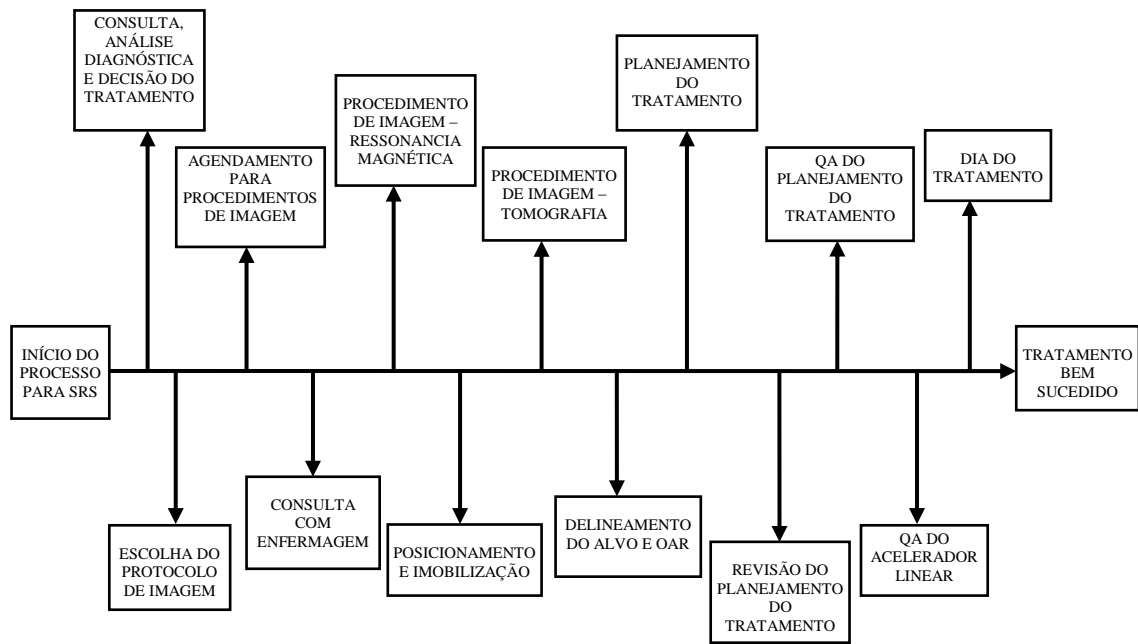 CONSULTA,
ANÁLISE
DIAGNÓSTICA
E DECISÃO DO
TRATAMENTO
AGENDAMENTO
PARA
PROCEDIMENTOS
DE IMAGEM
PROCEDIMENTO
DE IMAGEM –
RESSONANCIA
MAGNÉTICA
PROCEDIMENTO
DE IMAGEM –
TOMOGRAFIA
PLANEJAMENTO
DO
TRATAMENTO
QA DO
PLANEJAMENTO
DO
TRATAMENTO
DIA DO
TRATAMENTO
INÍCIO DO
PROCESSO
PARA SRS
TRATAMENTO
BEM
SUCEDIDO
ESCOLHA DO
PROTOCOLO
DE IMAGEM
CONSULTA
COM
ENFERMAGEM
POSICIONAMENTO
E IMOBILIZAÇÃO
DELINEAMENTO
DO ALVO E OAR
REVISÃO DO
PLANEJAMENTO
DO
TRATAMENTO
QA DO
ACELERADOR
LINEAR